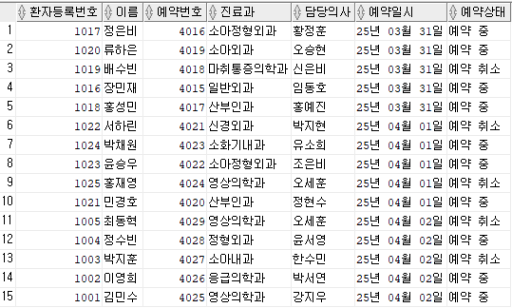 환자등록번호 이름 예약번호 진료과 담당의사 예약일시 예약상태
1 1017 정은비 4016 소아정형외과 황정훈 25년 03월 31일 예약 중
2 1020 류하은 4019 소아외과 오승현 25년 03월 31일 예약 중
3 1019 배수빈 4018 마취통증의학과 신은비 25년 03월 31일 예약 취소
4 1016 장민재 4015 일반외과 임동호 25년 03월 31일 예약 중
5 1018 홍성민 4017 산부인과 홍예진 25년 03월 31일 예약 중
6 1022 서하린 4021 신경외과 박지현 25년 04월 01일 예약 취소
7 1024 박채원 4023 소화기내과 유소희 25년 04월 01일 예약 중
8 1023 윤승우 4022 소아정형외과 조은비 25년 04월 01일 예약 중
9 1025 홍재영 4024 영상의학과 오세훈 25년 04월 01일 예약 취소
10 1021 민경호 4020 산부인과 정현수 25년 04월 01일 예약 중
11 1005 최동혁 4029 영상의학과 오세훈 25년 04월 02일 예약 취소
12 1004 정수빈 4028 정형외과 윤서영 25년 04월 02일 예약 중
13 1003 박지훈 4027 소아내과 한수민 25년 04월 02일 예약 취소
14 1002 이영희 4026 응급의학과 박서연 25년 04월 02일 예약 중
15 1001 김민수 4025 영상의학과 강지우 25년 04월 02일 예약 중